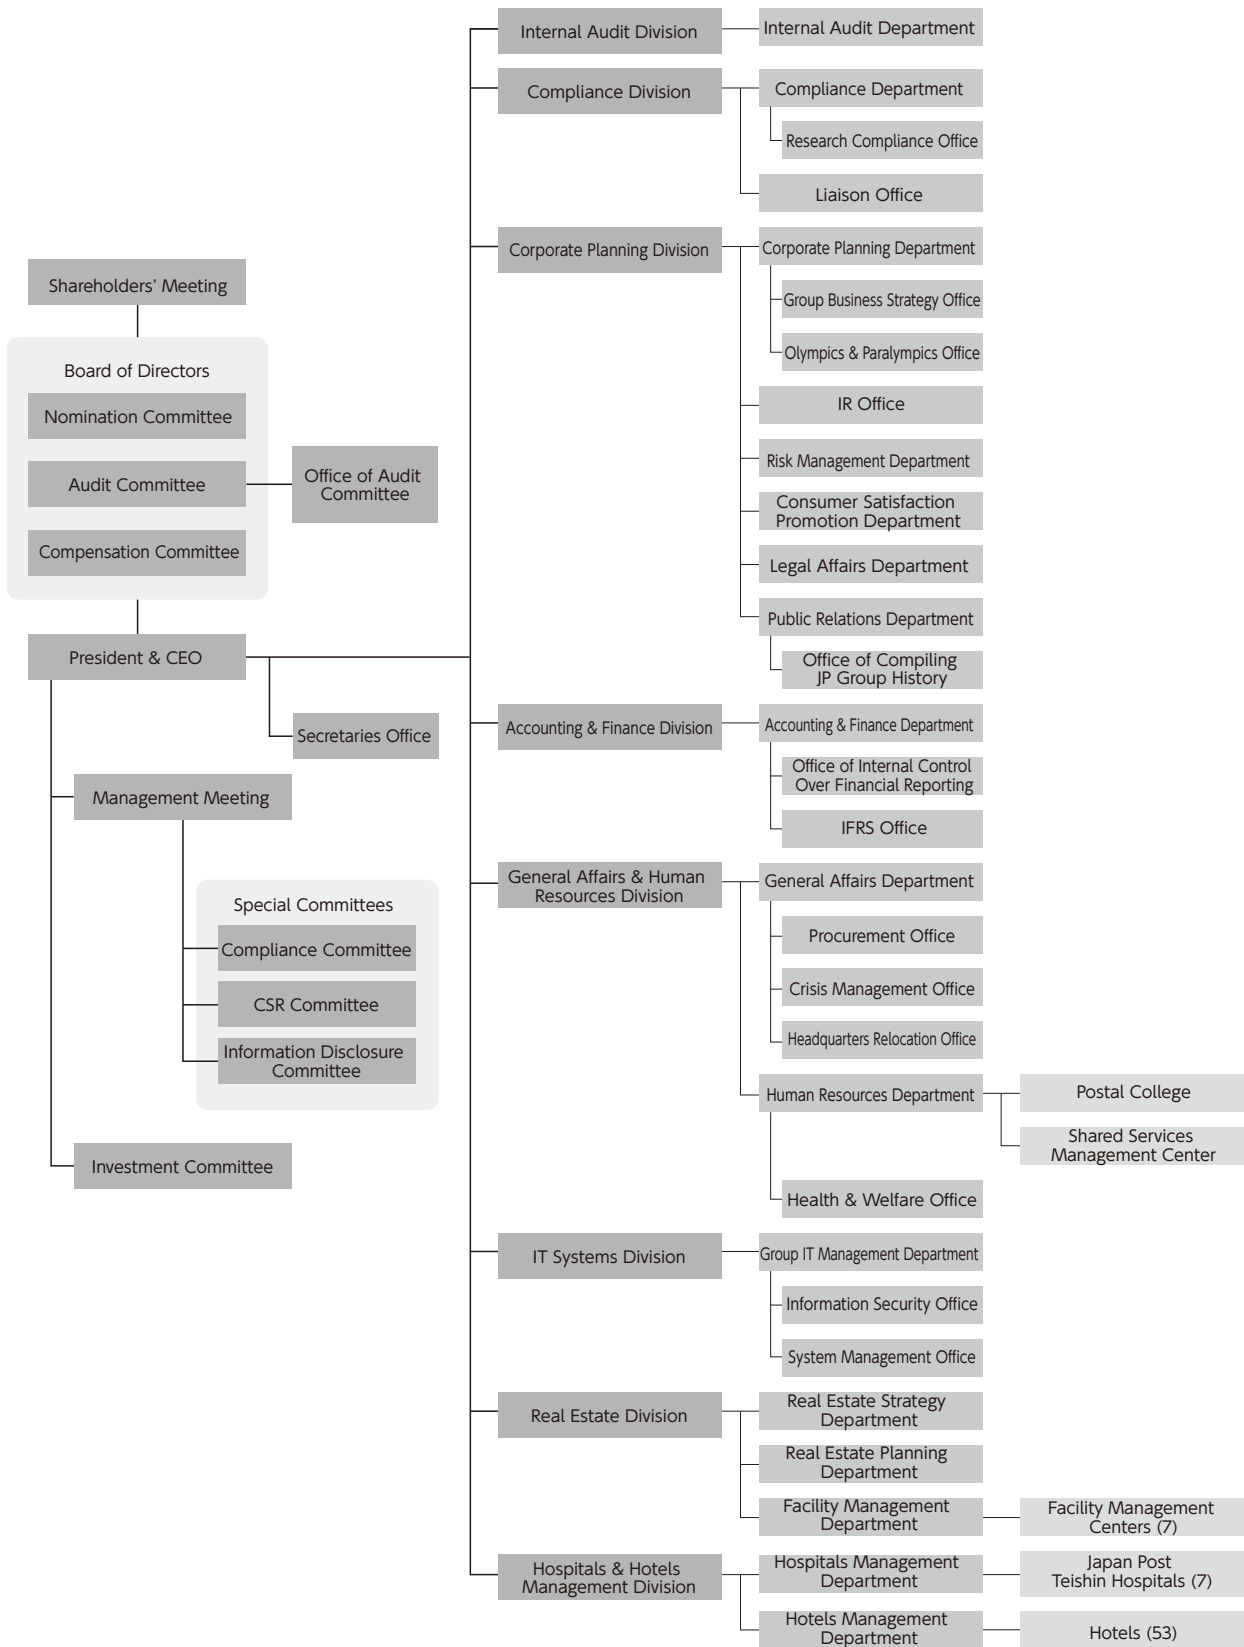 Shareholders' Meeting
Board of Directors
Nomination Committee
Audit Committee
Compensation Committee
Office of Audit
Committee
President & CEO
Secretaries Office
Management Meeting
Special Committees
Compliance Committee
CSR Committee
Information Disclosure
Committee
Investment Committee
Internal Audit Division
Internal Audit Department
Compliance Division
Compliance Department
Research Compliance Office
Liaison Office
Corporate Planning Division
Corporate Planning Department
Group Business Strategy Office
Olympics & Paralympics Office
IR Office
Risk Management Department
Consumer Satisfaction
Promotion Department
Legal Affairs Department
Public Relations Department
Office of Compiling
JP Group History
Accounting & Finance Division
Accounting & Finance Department
Office of Internal Control
Over Financial Reporting
IFRS Office
General Affairs & Human
Resources Division
General Affairs Department
Procurement Office
Crisis Management Office
Headquarters Relocation Office
Human Resources Department
Postal College
Shared Services
Management Center
Health & Welfare Office
IT Systems Division
Group IT Management Department
Information Security Office
System Management Office
Real Estate Division
Real Estate Strategy
Department
Real Estate Planning
Department
Facility Management
Department
Facility Management
Centers (7)
Hospitals & Hotels
Management Division
Hospitals Management
Department
Japan Post
Teishin Hospitals (7)
Hotels Management
Department
Hotels (53)